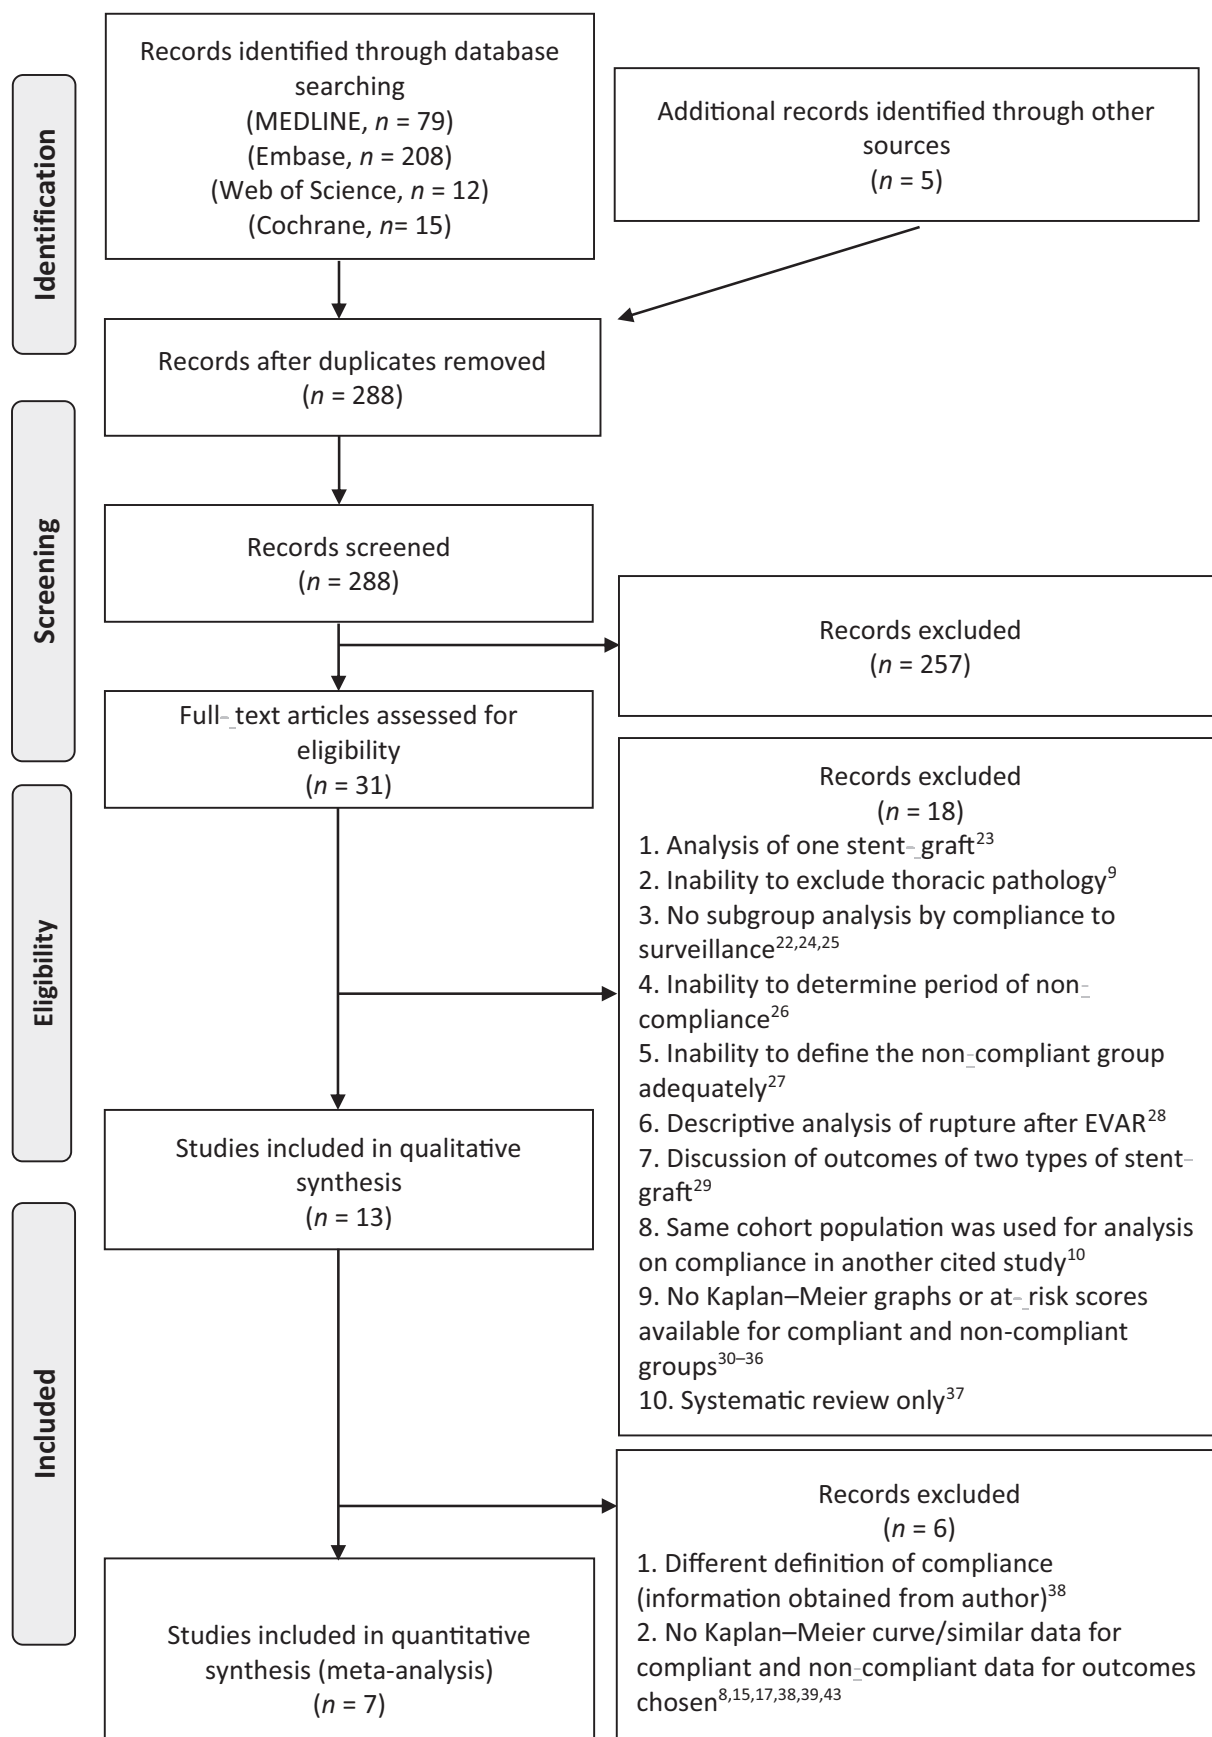 Identification
Records identified through database
searching
(MEDLINE, n = 79)
(Embase, n = 208)
(Web of Science, n = 12)
(Cochrane, n= 15)
Additional records identified through other
sources
(n = 5)
Records after duplicates removed
(n = 288)
Screening
Records screened
(n = 288)
Records excluded
(n = 257)
Full-_text articles assessed for
eligibility
(n = 31)
Eligibility
Records excluded
(n = 18)
1. Analysis of one stent-_graft23
2. Inability to exclude thoracic pathology9
3. No subgroup analysis by compliance to
surveillance22,24,25
4. Inability to determine period of non-
compliance26
5. Inability to define the non-compliant group
adequately27
6. Descriptive analysis of rupture after EVAR28
7. Discussion of outcomes of two types of stent-
graft29
8. Same cohort population was used for analysis
on compliance in another cited study10
9. No Kaplan–Meier graphs or at-_risk scores
available for compliant and non-compliant
groups30–36
10. Systematic review only37
Studies included in qualitative
synthesis
(n = 13)
Included
Records excluded
(n = 6)
1. Different definition of compliance
(information obtained from author)38
2. No Kaplan–Meier curve/similar data for
compliant and non-compliant data for outcomes
chosen8,15,17,38,39,43
Studies included in quantitative
synthesis (meta-analysis)
(n = 7)